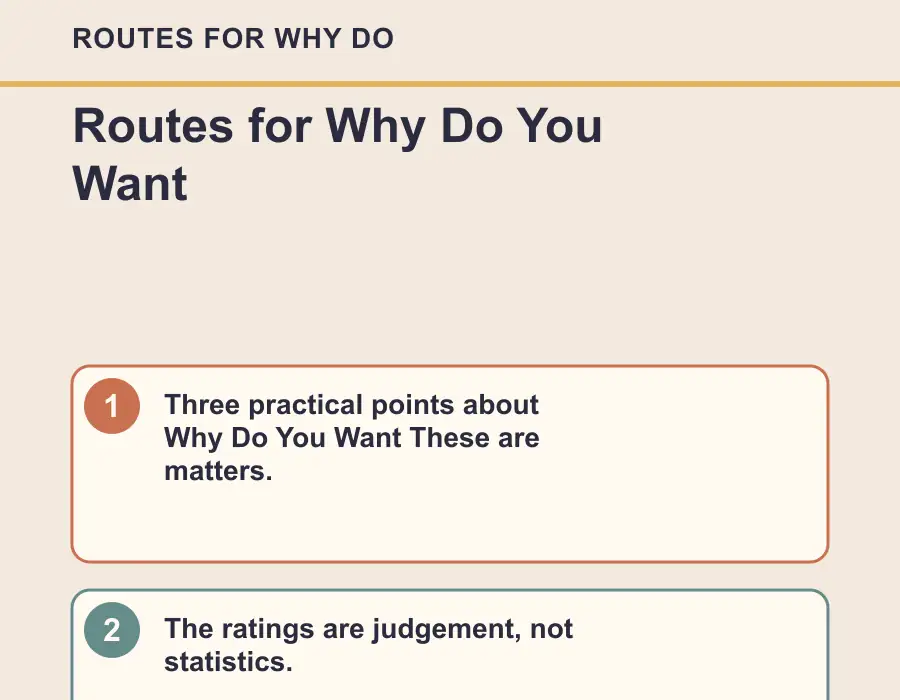 ROUTES FOR WHY DO
Routes for Why Do You
Want
1
Three practical points about
Why Do You Want These are
matters.
2
The ratings are judgement, not
statistics.